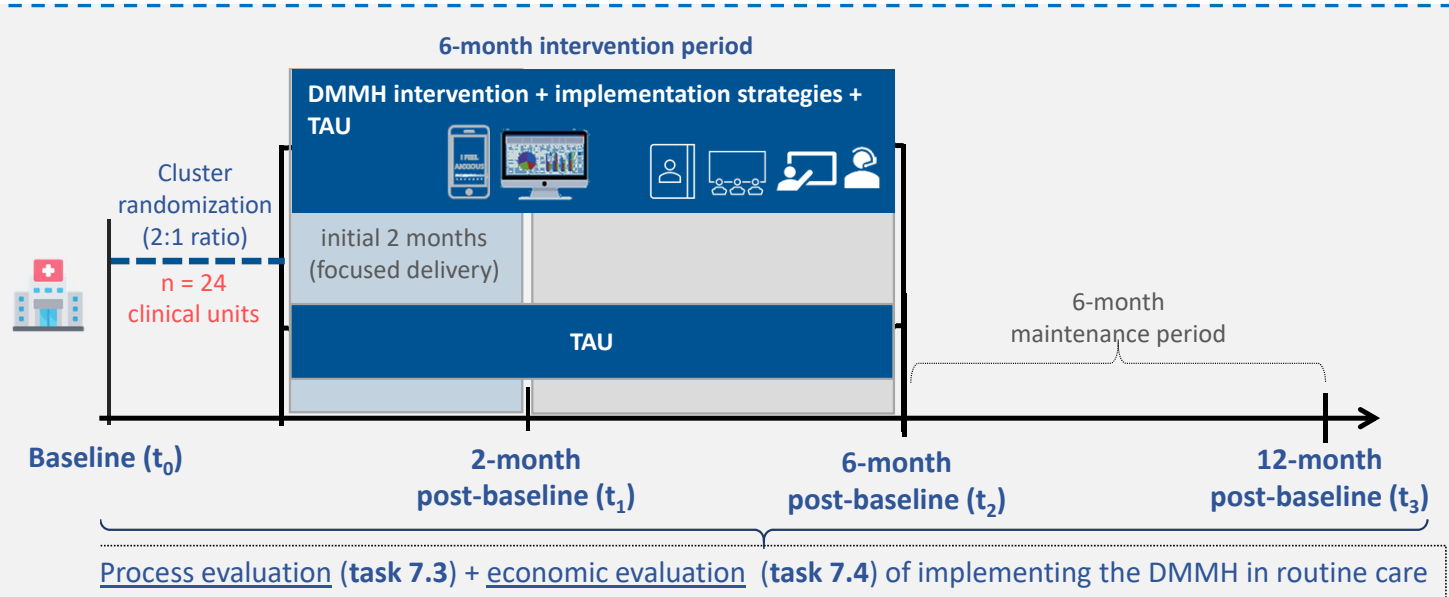 6-month intervention period
DMMH intervention + implementation strategies +
TAU
I FEEL
ANXIOUS
Cluster
randomization
(2:1 ratio)
n = 24
clinical units
initial 2 months
(focused delivery)
TAU
6-month
maintenance period
Baseline (t0)
2-month
post-baseline (t1)
6-month
post-baseline (t2)
12-month
post-baseline (t3)
Process evaluation (task 7.3) + economic evaluation (task 7.4) of implementing the DMMH in routine care